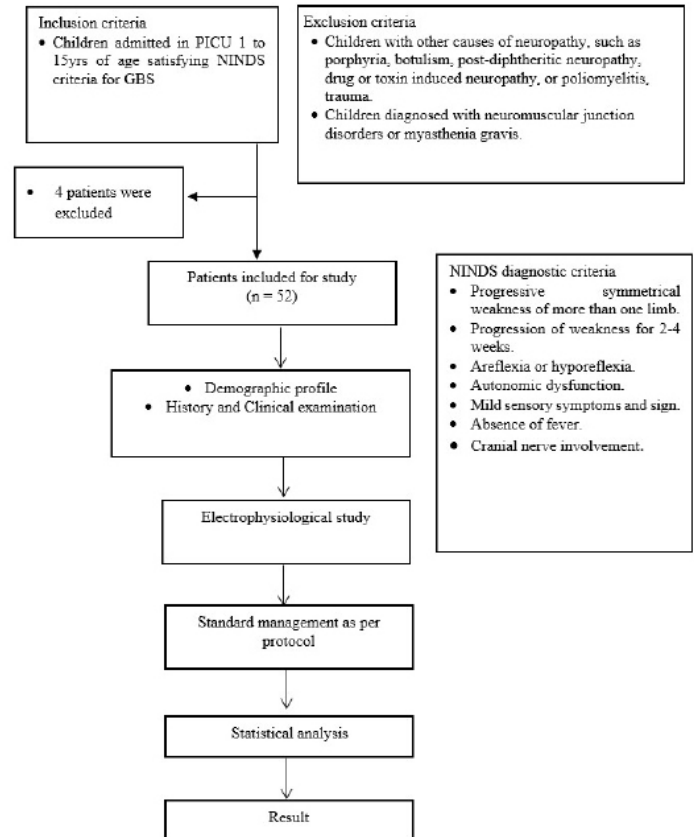 Inclusion criteria
• Children admitted in PICU 1 to
15yrs of age satisfying NINDS
criteria for GBS
Exclusion criteria
• Children with other causes of neuropathy, such as
porphyria, botulism, post-diphtheritic neuropathy,
drug or toxin induced neuropathy, or poliomyelitis,
trauma.
• Children diagnosed with neuromuscular junction
disorders or myasthenia gravis.
• 4 patients were
excluded
Patients included for study
(n = 52)
NINDS diagnostic criteria
• Progressive symmetrical
weakness of more than one limb.
• Progression of weakness for 2-4
weeks.
• Areflexia or hyporeflexia.
• Autonomic dysfunction.
• Mild sensory symptoms and sign.
• Absence of fever.
• Cranial nerve involvement.
• Demographic profile
• History and Clinical examination
Electrophysiological study
Standard management as per
protocol
Statistical analysis
Result